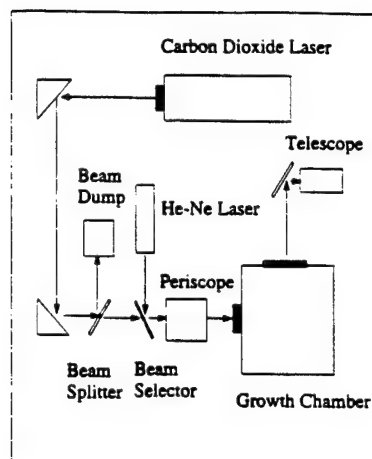 Carbon Dioxide Laser
Telescope
Beam
Dump
He-Ne Laser
Periscope
Beam
Splitter
Beam
Selector
Growth Chamber